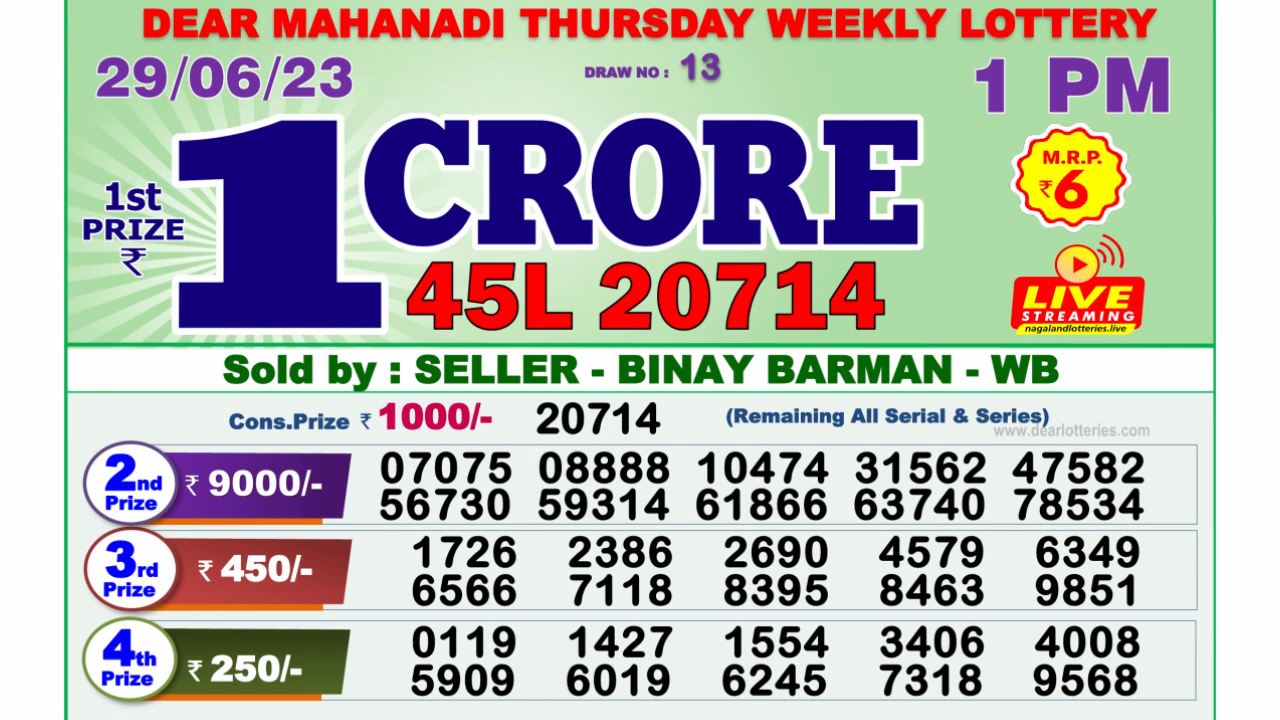 DEAR MAHANADI THURSDAY WEEKLY LOTTERY
29/06/23 DRAW NO : 13 1 PM
1st PRIZE ₹ 1 CRORE
M.R.P. ₹6
45L 20714
LIVE
STREAMING
nagalandlotteries.live
Sold by : SELLER - BINAY BARMAN - WB
Cons.Prize ₹ 1000/- 20714 (Remaining All Serial & Series)
www.dearlotteries.com
2nd Prize ₹ 9000/-
07075 08888 10474 31562 47582
56730 59314 61866 63740 78534
3rd Prize ₹ 450/-
1726 2386 2690 4579 6349
6566 7118 8395 8463 9851
4th Prize ₹ 250/-
0119 1427 1554 3406 4008
5909 6019 6245 7318 9568